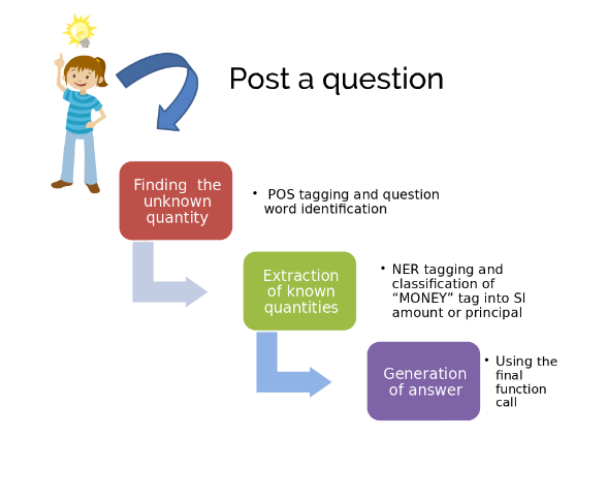 Post a question
Finding the
unknown
quantity
• POS tagging and question
word identification
Extraction
of known
quantities
• NER tagging and
classification of
“MONEY” tag into SI
amount or principal
Generation
of answer
• Using the
final
function
call